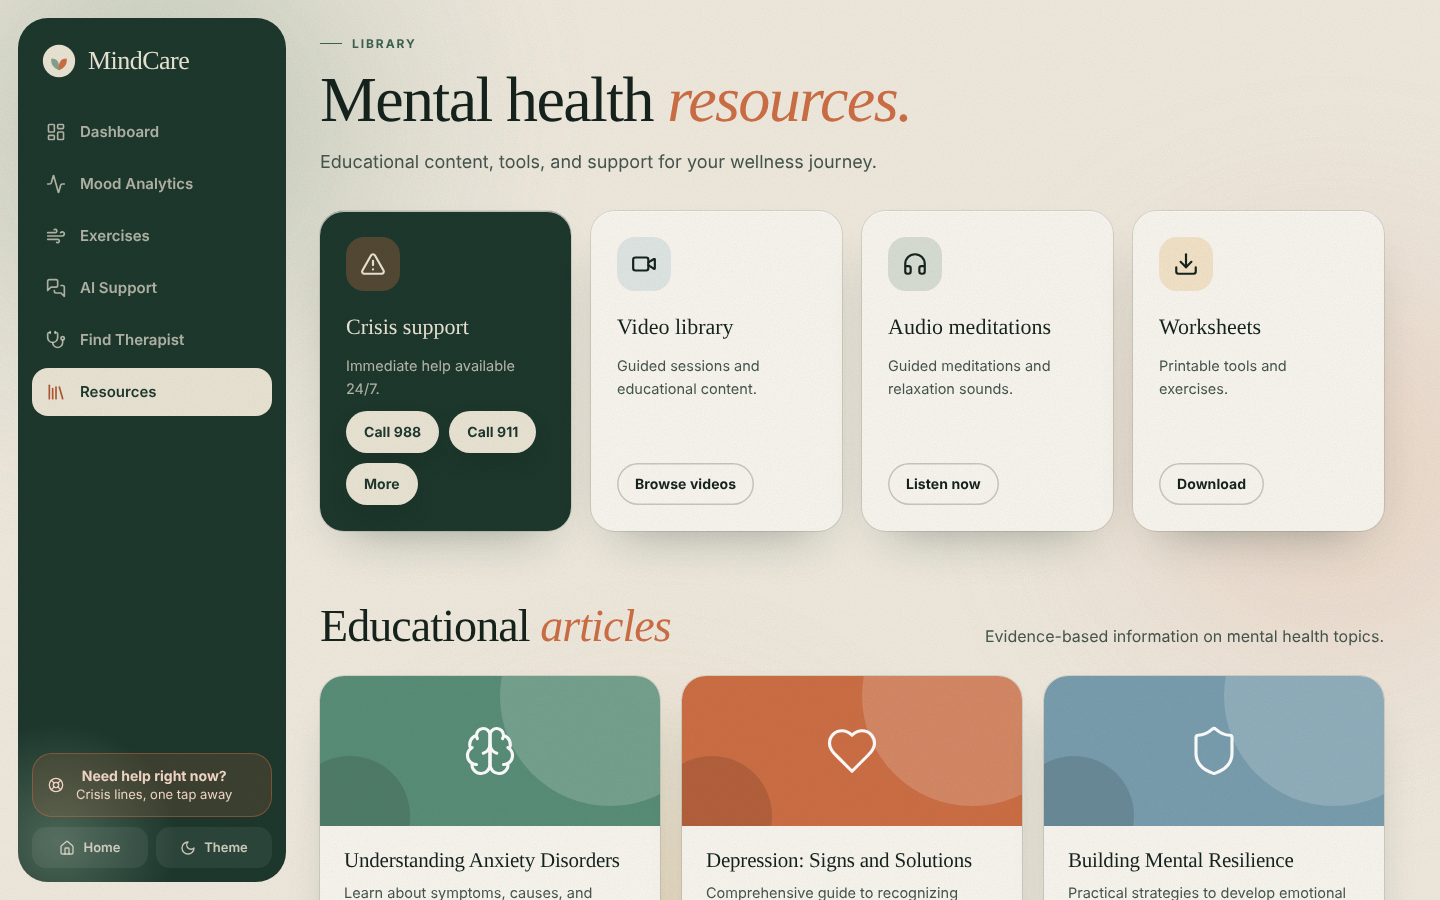 MindCare
Dashboard
Mood Analytics
Exercises
AI Support
Find Therapist
Resources
Need help right now?
Crisis lines, one tap away
Home
Theme
LIBRARY
Mental health resources.
Educational content, tools, and support for your wellness journey.
Crisis support
Immediate help available
24/7.
Call 988
Call 911
More
Video library
Guided sessions and
educational content.
Browse videos
Audio meditations
Guided meditations and
relaxation sounds.
Listen now
Worksheets
Printable tools and
exercises.
Download
Educational articles
Evidence-based information on mental health topics.
Understanding Anxiety Disorders
Learn about symptoms, causes, and
Depression: Signs and Solutions
Comprehensive guide to recognizing
Building Mental Resilience
Practical strategies to develop emotional